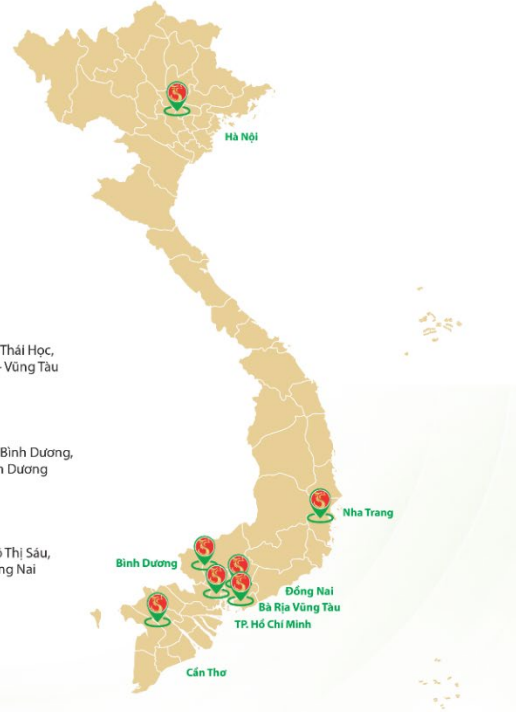 Hà Nội
Thái Học,
- Vũng Tàu
Bình Dương,
Dương
Nha Trang
Thị Sáu,
Nai
Bình Dương
Đồng Nai
Bà Rịa Vũng Tàu
TP. Hồ Chí Minh
Cần Thơ